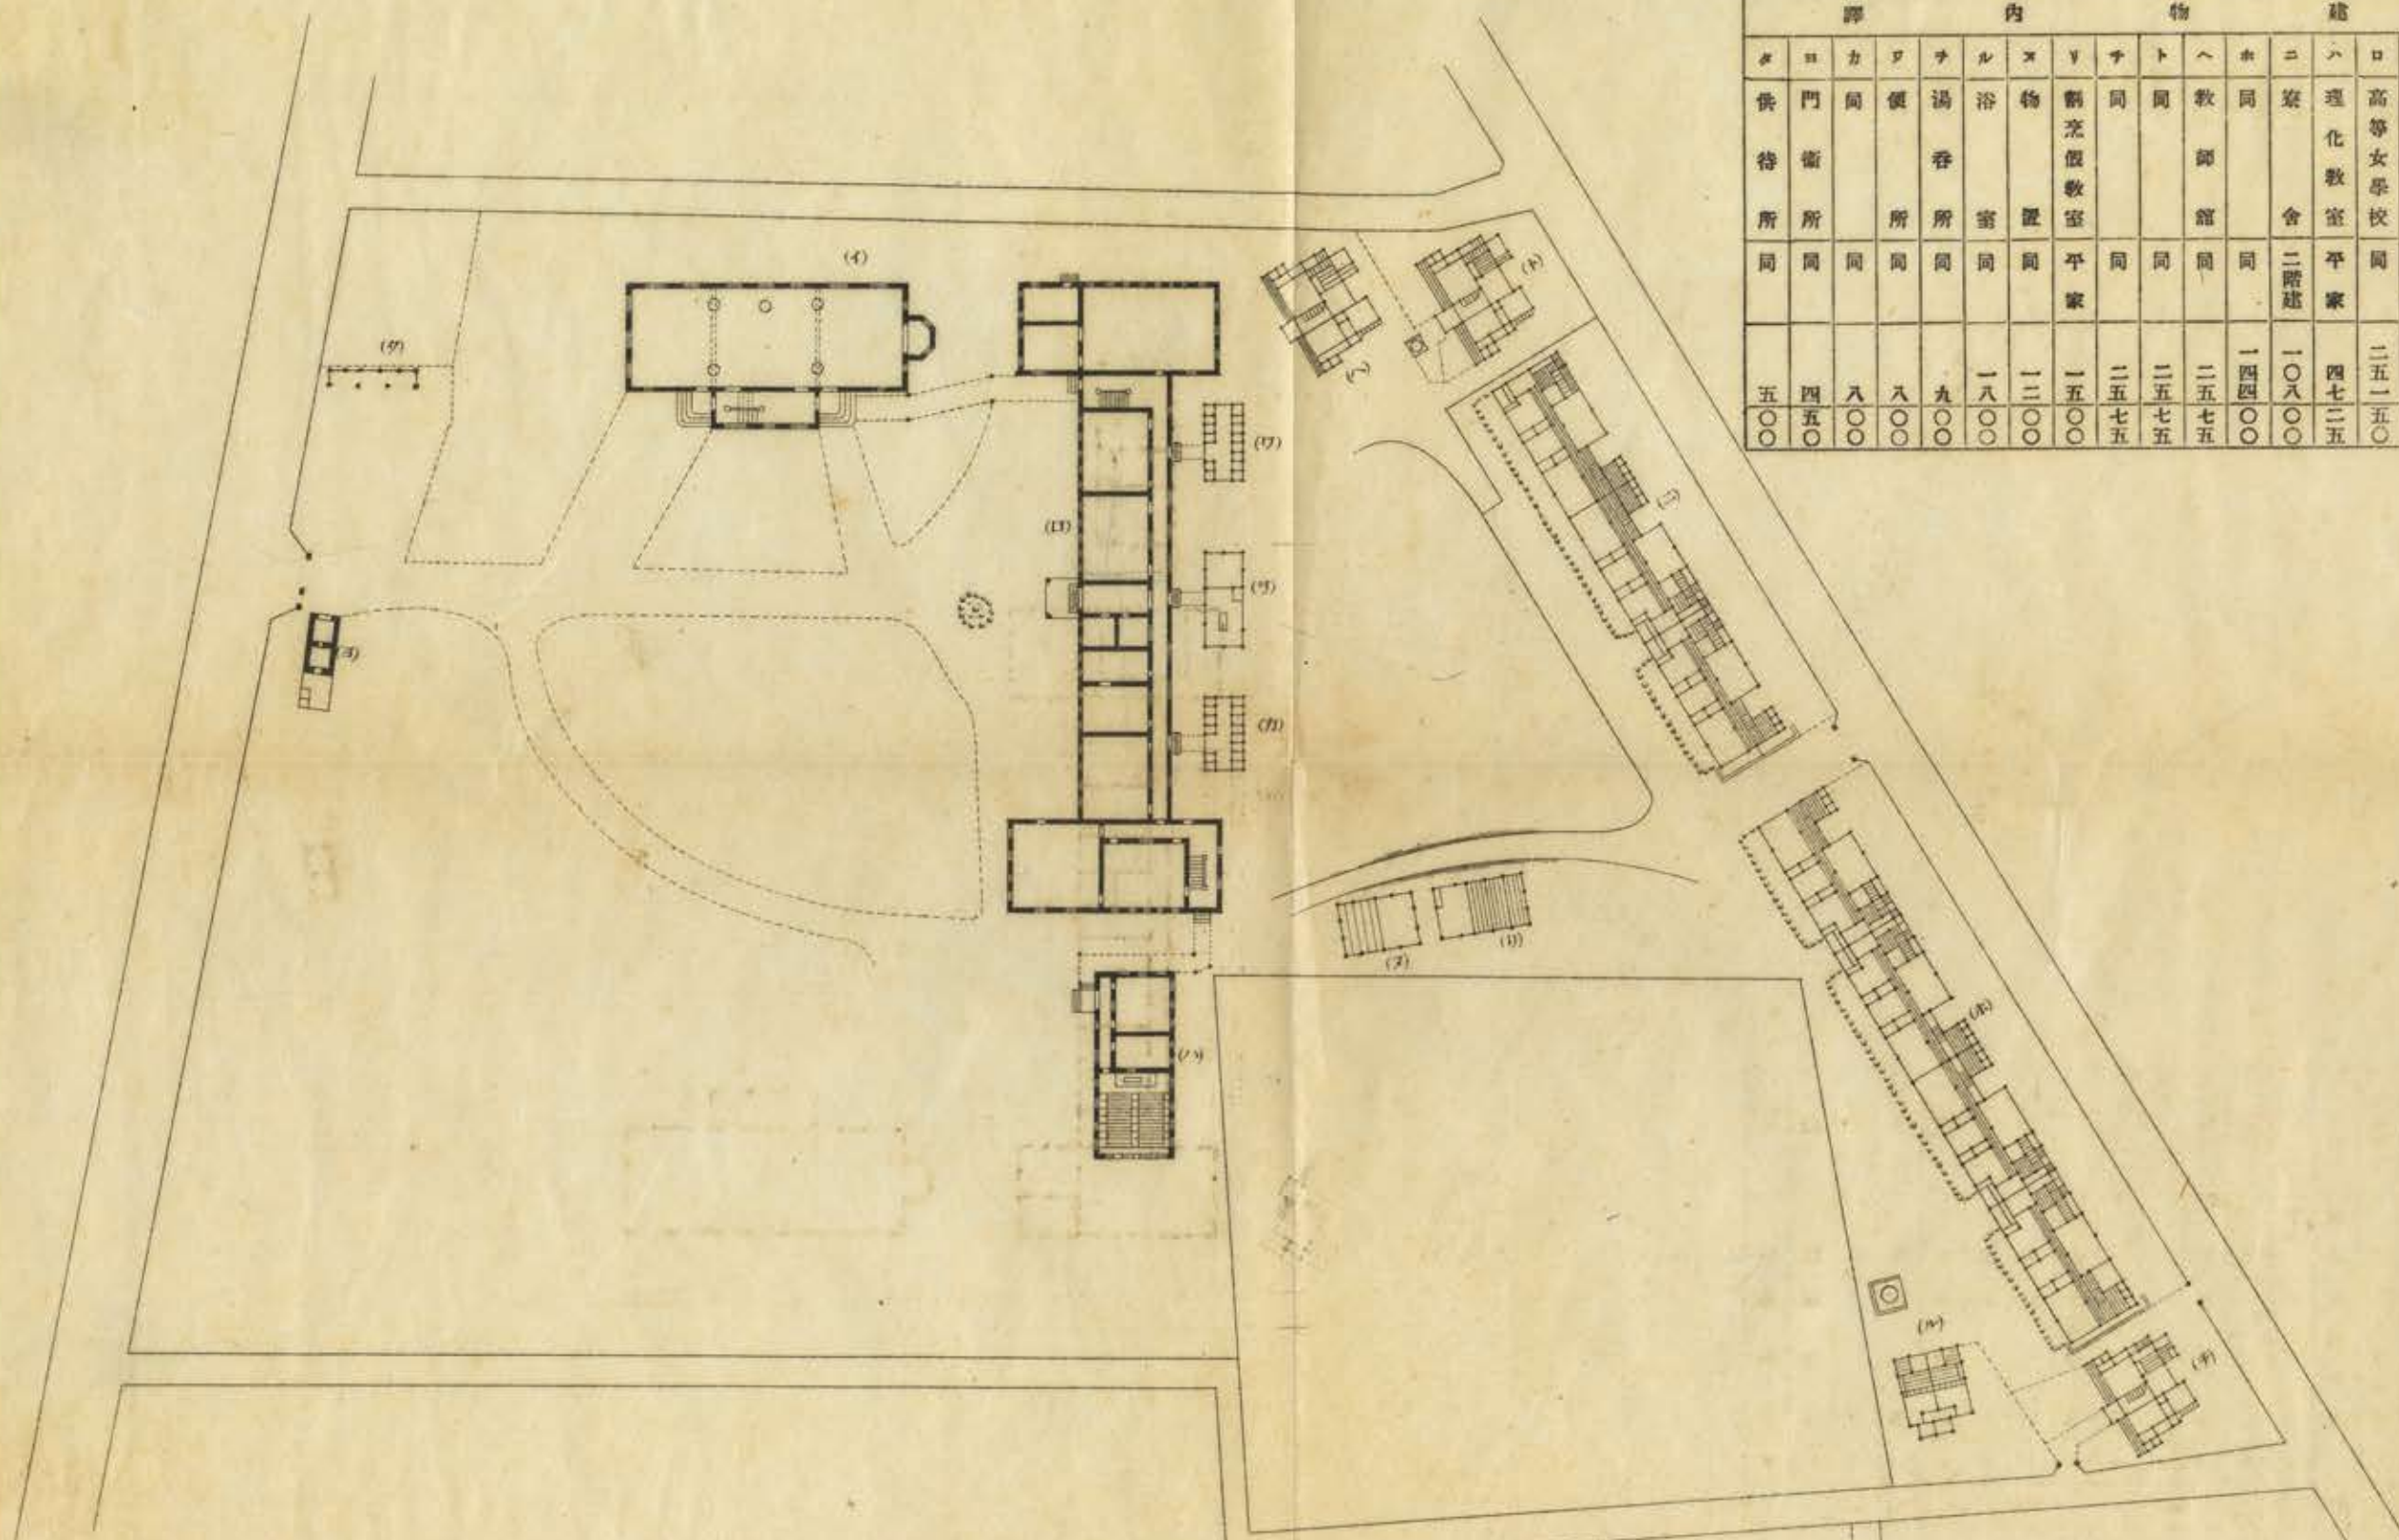 建物內譯
ロ 高等女學校 同 二五一五〇
ハ 理化教室 平家 四七二五
ニ 寮舍 二階建 一〇八〇〇
ホ 同 同 一四四〇〇
ヘ 教師館 同 二五七五
ト 同 同 二五七五
チ 同 同 二五七五
リ 割烹假教室 平家 一五〇〇
ヌ 物置 同 一二〇〇
ル 浴室 同 一八〇〇
ヲ 湯呑所 同 九〇〇
ワ 便所 同 八〇〇
カ 同 同 八〇〇
ヨ 門衞所 同 四五〇
タ 供待所 同 五〇〇
(イ)
(ト)
(ヘ)
(タ)
(ワ)
(ニ)
(ロ)
(ヲ)
(ヨ)
(カ)
(リ)
(ヌ)
(ホ)
(ハ)
(ル)
(チ)